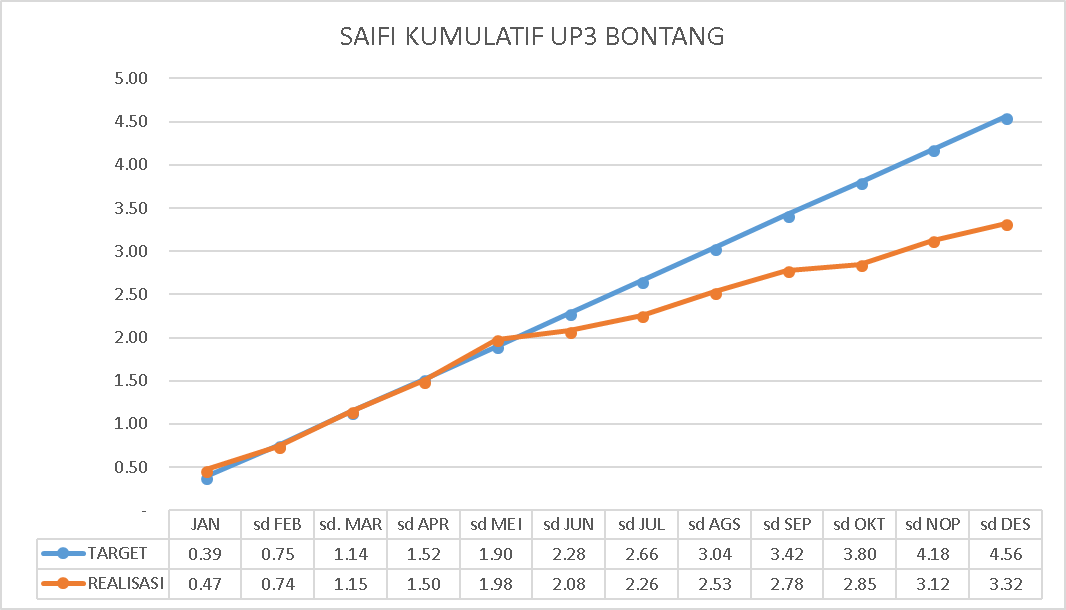 SAIFI KUMULATIF UP3 BONTANG
5.00
4.50
4.00
3.50
3.00
2.50
2.00
1.50
1.00
0.50
-
JAN sd FEB sd. MAR sd APR sd MEI sd JUN sd JUL sd AGS sd SEP sd OKT sd NOP sd DES
TARGET 0.39 0.75 1.14 1.52 1.90 2.28 2.66 3.04 3.42 3.80 4.18 4.56
REALISASI 0.47 0.74 1.15 1.50 1.98 2.08 2.26 2.53 2.78 2.85 3.12 3.32